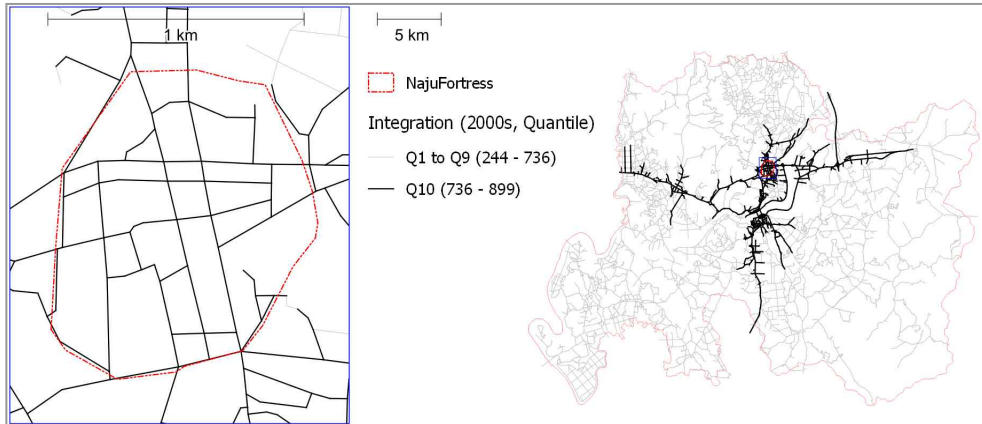 1 km
5 km
NajuFortress
Integration (2000s, Quantile)
Q1 to Q9 (244 - 736)
Q10 (736 - 899)